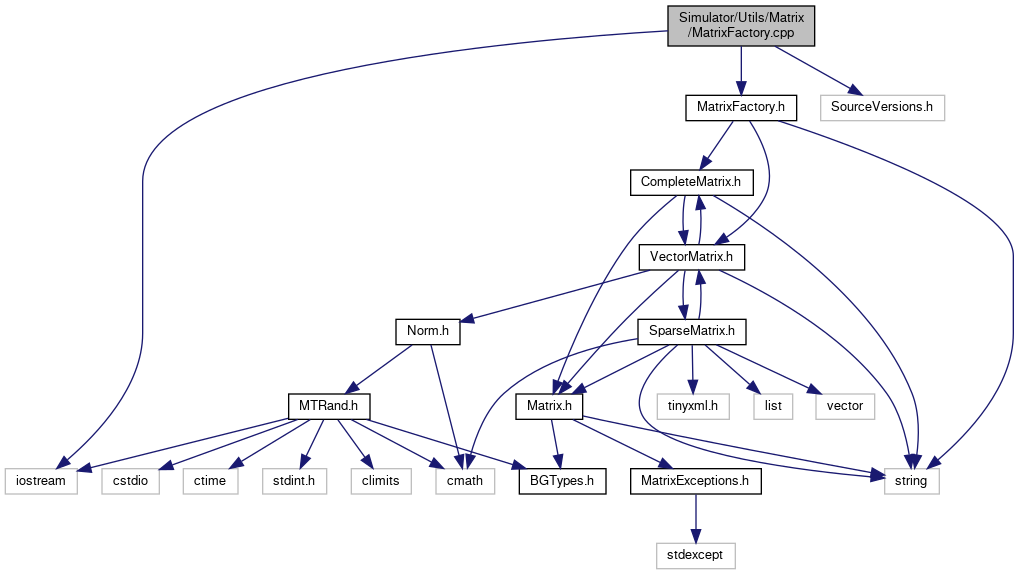 Simulator/Utils/Matrix
/MatrixFactory.cpp
MatrixFactory.h
SourceVersions.h
CompleteMatrix.h
VectorMatrix.h
Norm.h
SparseMatrix.h
MTRand.h
Matrix.h
tinyxml.h
list
vector
iostream
cstdio
ctime
stdint.h
climits
cmath
BGTypes.h
MatrixExceptions.h
string
stdexcept